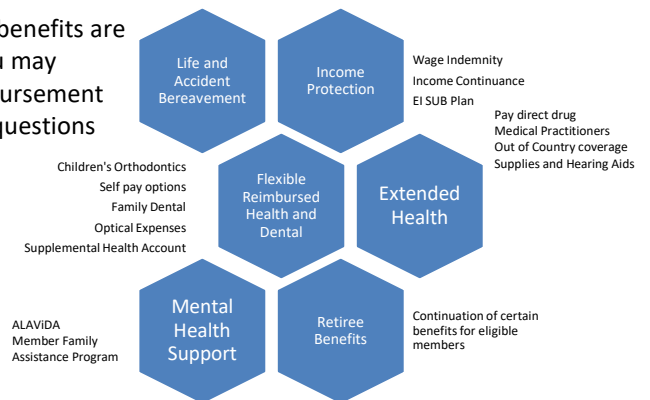 benefits are
may
questions
Life and
Accident
Bereavement
Income
Protection
Wage Indemnity
Income Continuance
EI SUB Plan
Pay direct drug
Medical Practitioners
Out of Country coverage
Supplies and Hearing Aids
Children's Orthodontics
Self pay options
Family Dental
Optical Expenses
Supplemental Health Account
Flexible
Reimbursed
Health and
Dental
Extended
Health
Mental
Health
Support
ALAViDA
Member Family
Assistance Program
Retiree
Benefits
Continuation of certain
benefits for eligible
members